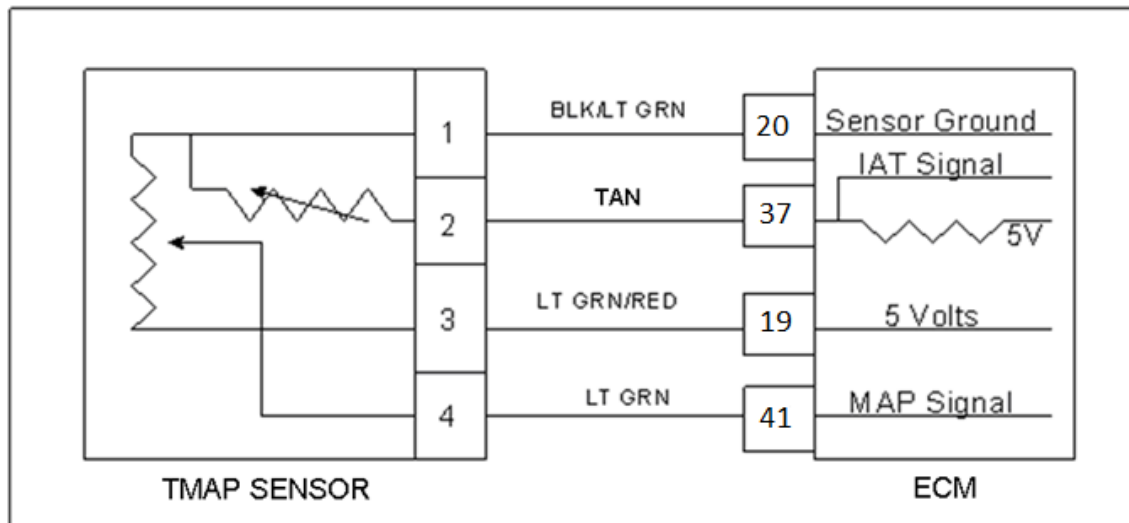 1 BLK/LT GRN 20 Sensor Ground
IAT Signal
2 TAN 37 5V
3 LT GRN/RED 19 5 Volts
4 LT GRN 41 MAP Signal
TMAP SENSOR ECM